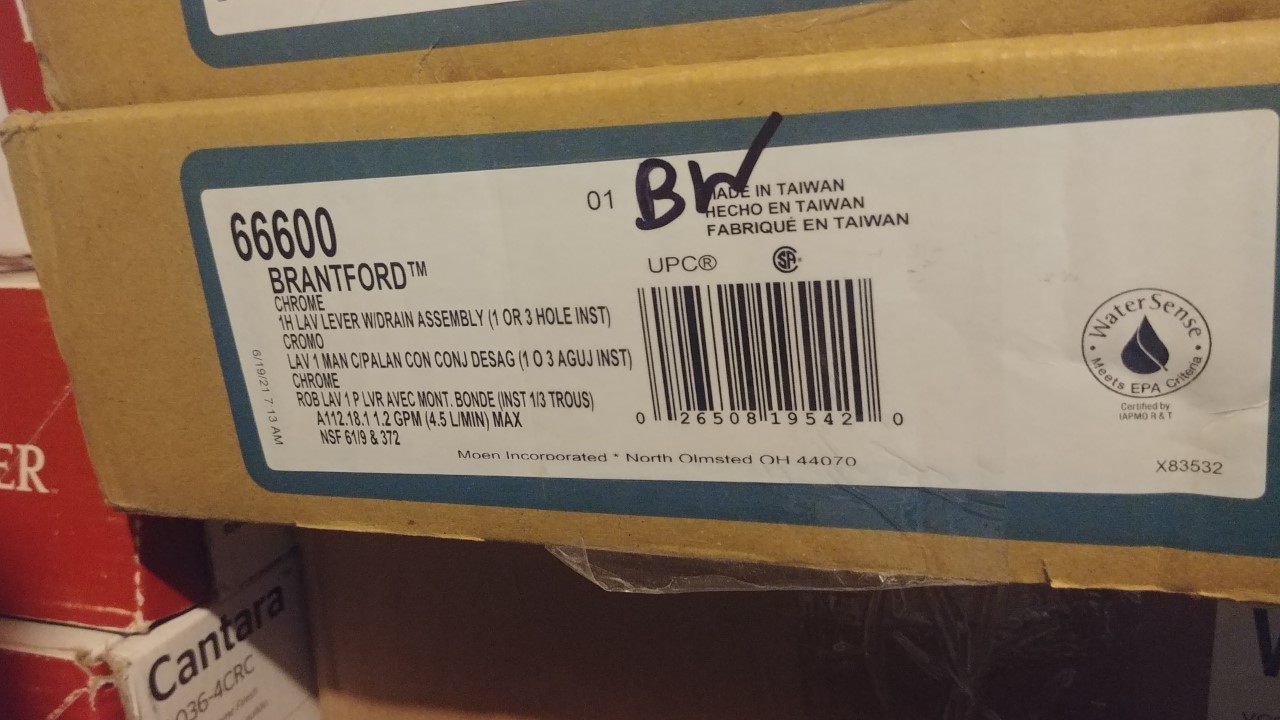 01 BW
66600
MADE IN TAIWAN
HECHO EN TAIWAN
FABRIQUÉ EN TAIWAN
BRANTFORD™
UPC®
CHROME
1H LAV LEVER W/DRAIN ASSEMBLY (1 OR 3 HOLE INST)
CROMO
LAV 1 MAN C/PALAN CON CONJ DESAG (1 O 3 AGUJ INST)
CHROME
ROB LAV 1 P LVR AVEC MONT. BONDE (INST 1/3 TROUS)
A112.18.1 1.2 GPM (4.5 L/MIN) MAX
NSF 61/9 & 372
6/19/21 7:13 AM
0 26508 19542 0
Moen Incorporated * North Olmsted OH 44070
WaterSense
Meets EPA Criteria
Certified by
IAPMO R & T
X83532
ER
Cantara™
036-4CRC